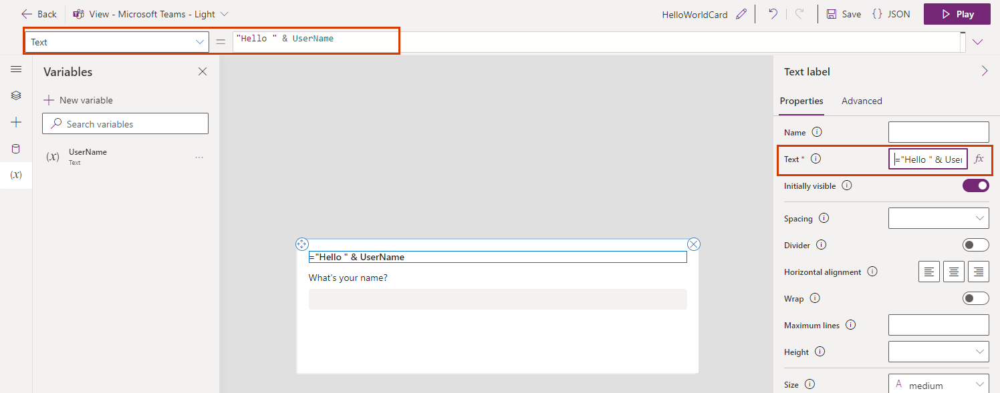 Back
View - Microsoft Teams - Light
HelloWorldCard
Save
{} JSON
Play
Text
=
"Hello " & UserName
Variables
New variable
Search variables
(x)
UserName
Text
...
(x)
="Hello " & UserName
What's your name?
Text label
Properties
Advanced
Name
Text *
="Hello " & User
fx
Initially visible
Spacing
Divider
Horizontal alignment
Wrap
Maximum lines
Height
Size
A medium